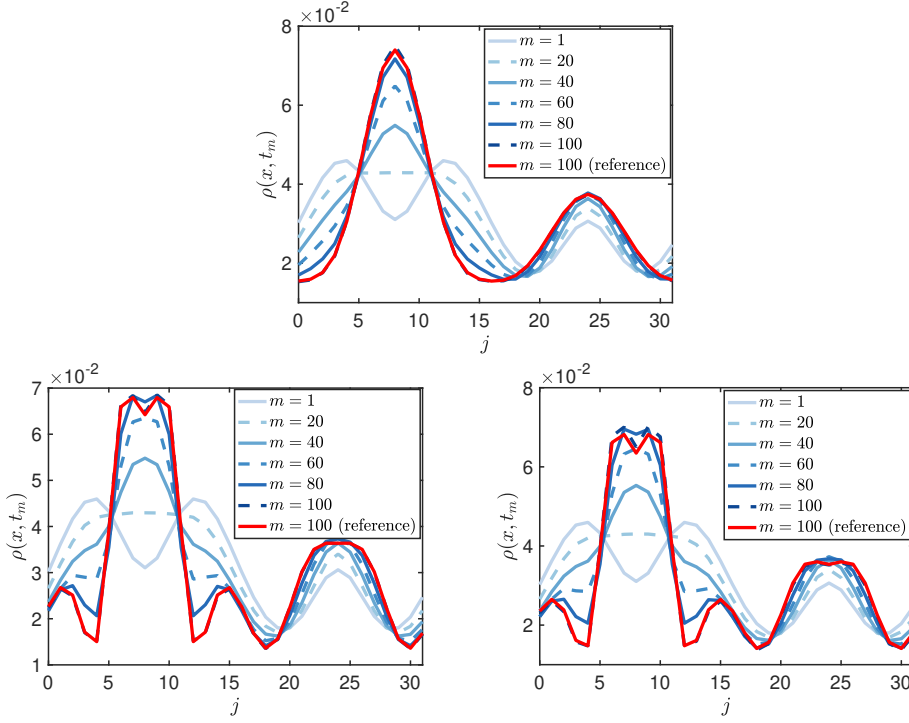 ×10⁻²
8
6
4
2
ρ(x, t_m)
0 5 10 15 20 25 30
j
m = 1
m = 20
m = 40
m = 60
m = 80
m = 100
m = 100 (reference)
×10⁻²
7
6
5
4
3
2
1
ρ(x, t_m)
0 5 10 15 20 25 30
j
m = 1
m = 20
m = 40
m = 60
m = 80
m = 100
m = 100 (reference)
×10⁻²
8
6
4
2
ρ(x, t_m)
0 5 10 15 20 25 30
j
m = 1
m = 20
m = 40
m = 60
m = 80
m = 100
m = 100 (reference)